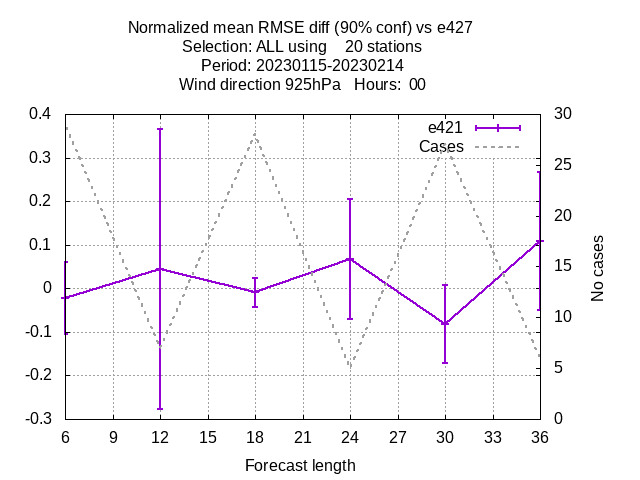 Normalized mean RMSE diff (90% conf) vs e427
Selection: ALL using    20 stations
Period: 20230115-20230214
Wind direction 925hPa   Hours:  00
e421
Cases
0.4
0.3
0.2
0.1
0
-0.1
-0.2
-0.3
30
25
20
15
10
5
0
No cases
6 9 12 15 18 21 24 27 30 33 36
Forecast length